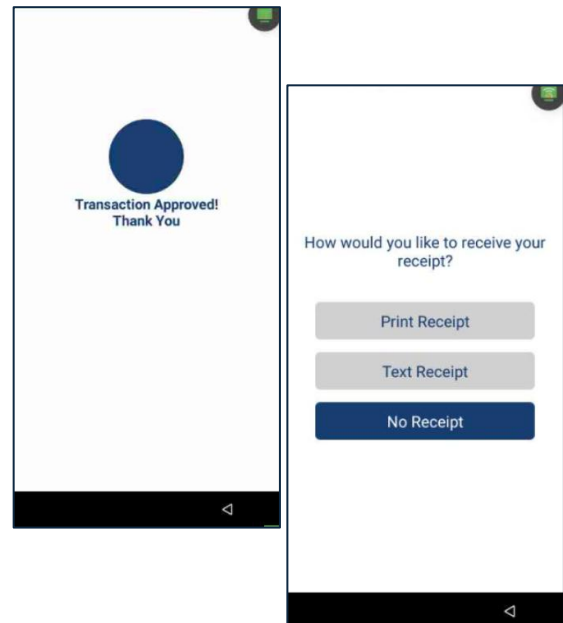 Transaction Approved!
Thank You
How would you like to receive your
receipt?
Print Receipt
Text Receipt
No Receipt